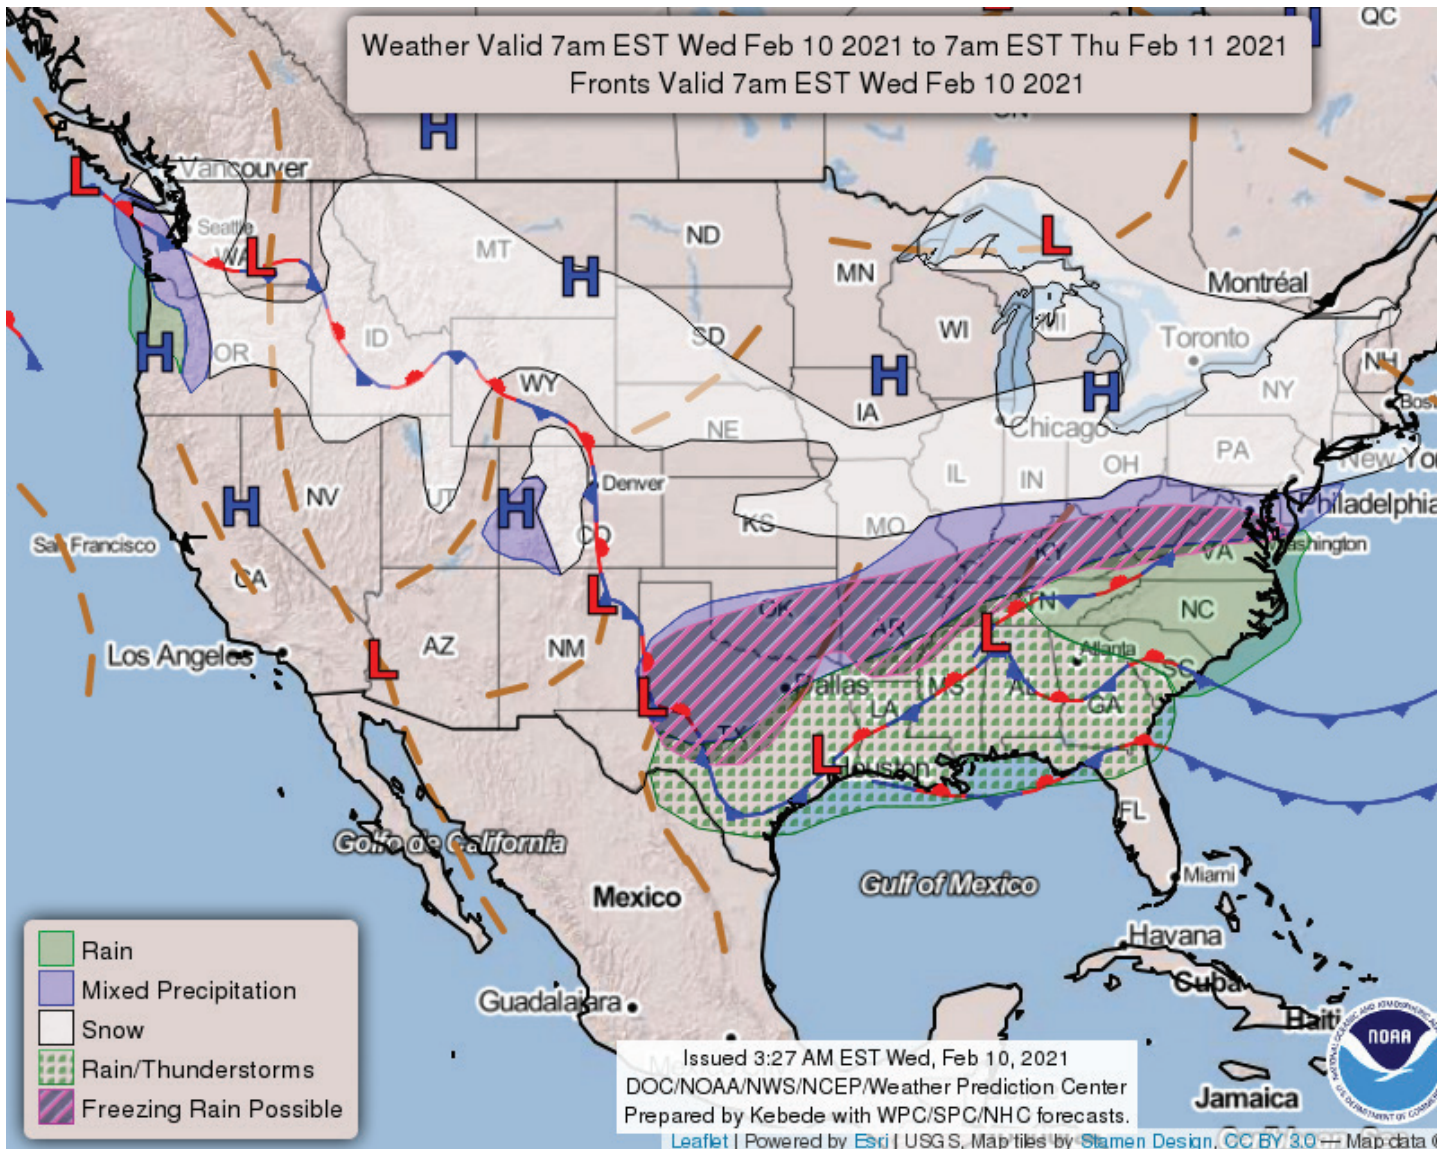 Weather Valid 7am EST Wed Feb 10 2021 to 7am EST Thu Feb 11 2021
Fronts Valid 7am EST Wed Feb 10 2021
QC
H
H
L
Vancouver
Seattle
WA
L
MT
H
ND
MN
L
Montréal
H
OR
ID
WY
SD
WI
MI
Toronto
NH
IA
H
H
NY
Bost
NE
Chicago
PA
New Yo
H
NV
UT
H
Denver
CO
KS
MO
IL
IN
OH
Philadelphia
San Francisco
CA
KY
VA
ashington
L
OK
AR
TN
NC
Los Angeles
L
AZ
NM
L
Dallas
LA
MS
AL
L
Atlanta
GA
SC
TX
L
Houston
FL
Golfo de California
Mexico
Gulf of Mexico
Miami
Havana
Cuba
Haiti
Guadalajara
Jamaica
Rain
Mixed Precipitation
Snow
Rain/Thunderstorms
Freezing Rain Possible
Issued 3:27 AM EST Wed, Feb 10, 2021
DOC/NOAA/NWS/NCEP/Weather Prediction Center
Prepared by Kebede with WPC/SPC/NHC forecasts.
NOAA
Leaflet | Powered by Esri | USGS, Map tiles by Stamen Design, CC BY 3.0 — Map data ©